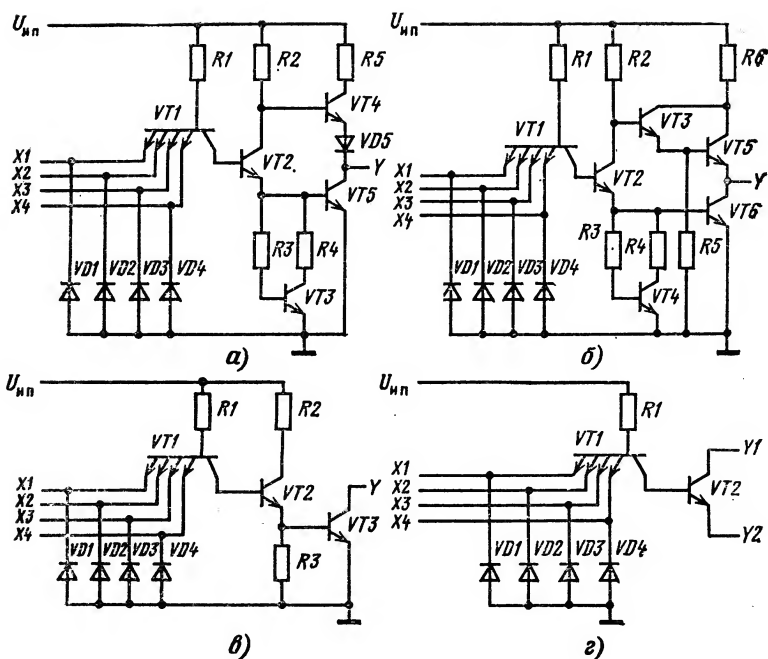 Uип
R1
R2
R5
VT4
VT1
VD5
X1
X2
X3
X4
VT2
Y
VT5
R3
R4
VD1
VD2
VD3
VD4
VT3
а)
Uип
R1
R2
R6
VT1
VT3
VT5
X1
X2
X3
X4
VT2
Y
VT6
R3
R4
R5
VD1
VD2
VD3
VD4
VT4
б)
Uип
R1
R2
VT1
X1
X2
X3
X4
VT2
Y
VT3
VD1
VD2
VD3
VD4
R3
в)
Uип
R1
VT1
X1
X2
X3
X4
Y1
VT2
Y2
VD1
VD2
VD3
VD4
г)